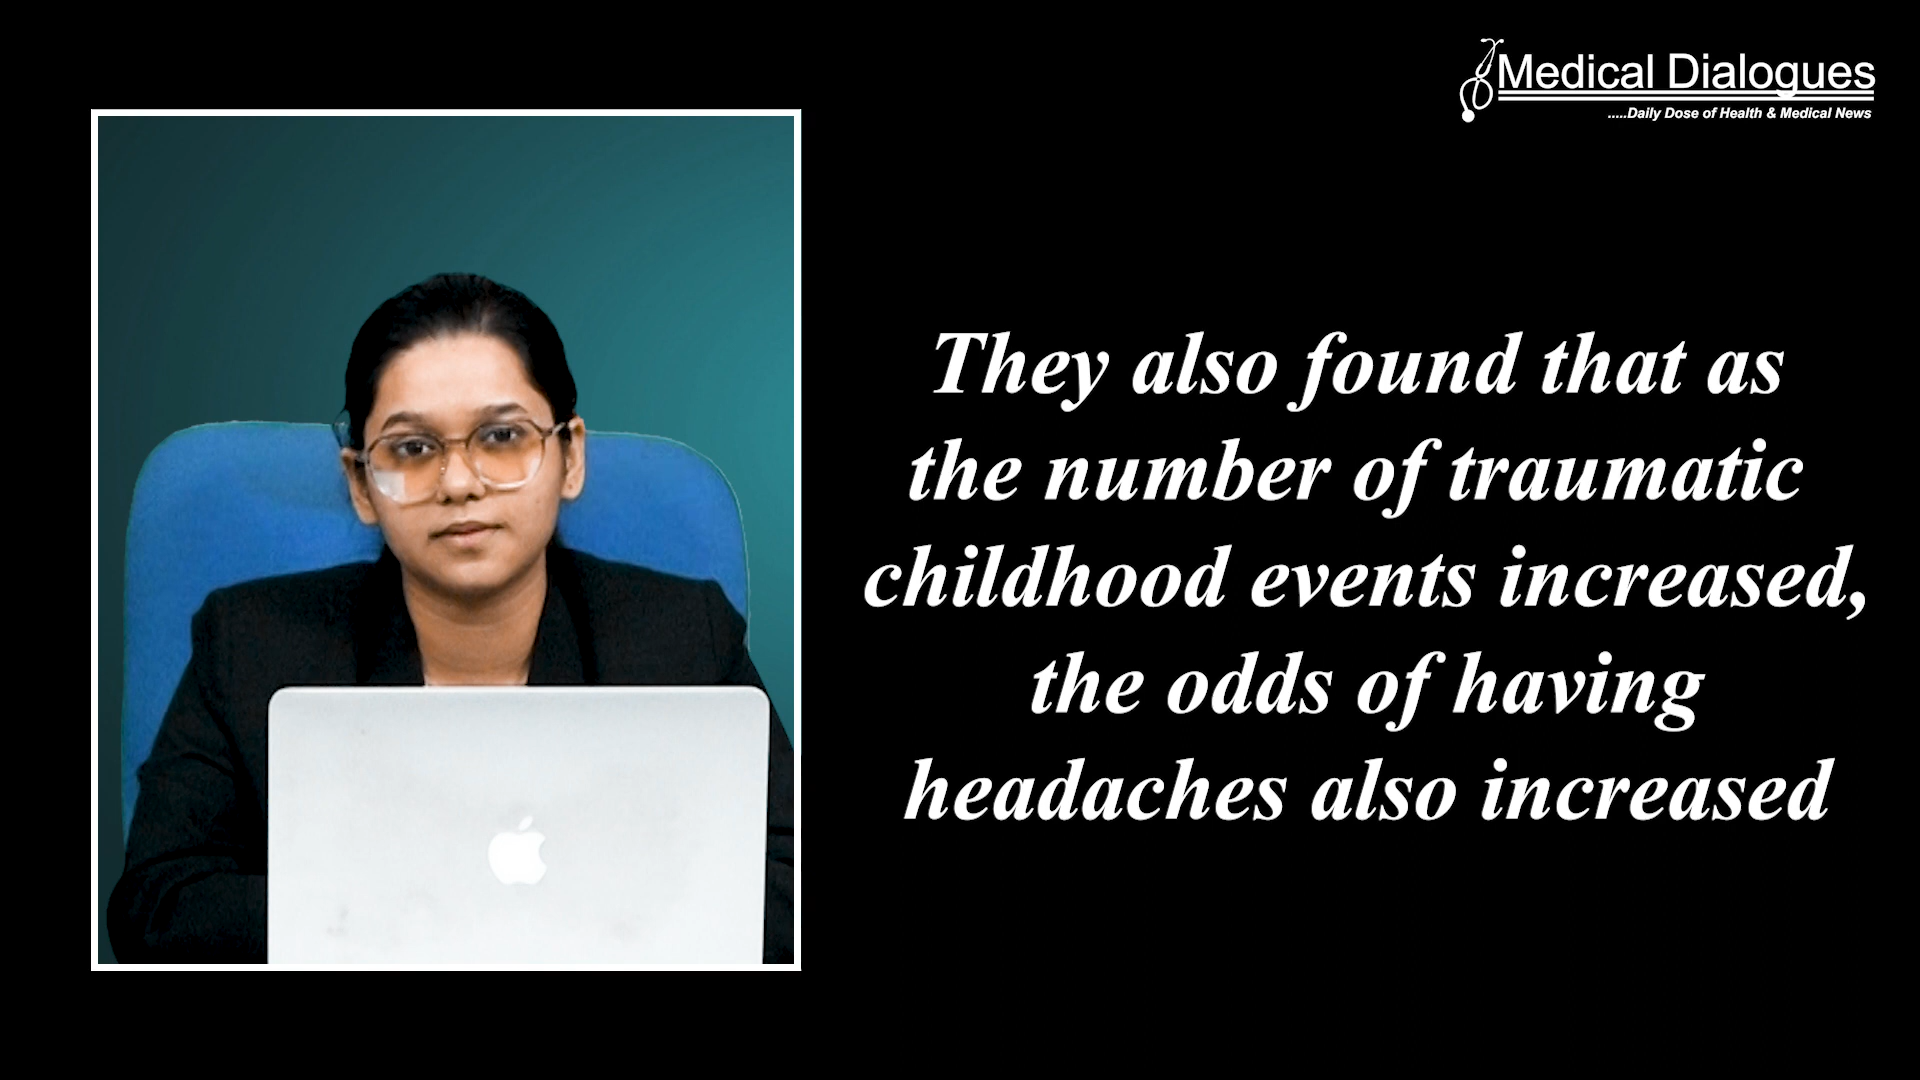 Medical Dialogues
.....Daily Dose of Health & Medical News
They also found that as
the number of traumatic
childhood events increased,
the odds of having
headaches also increased